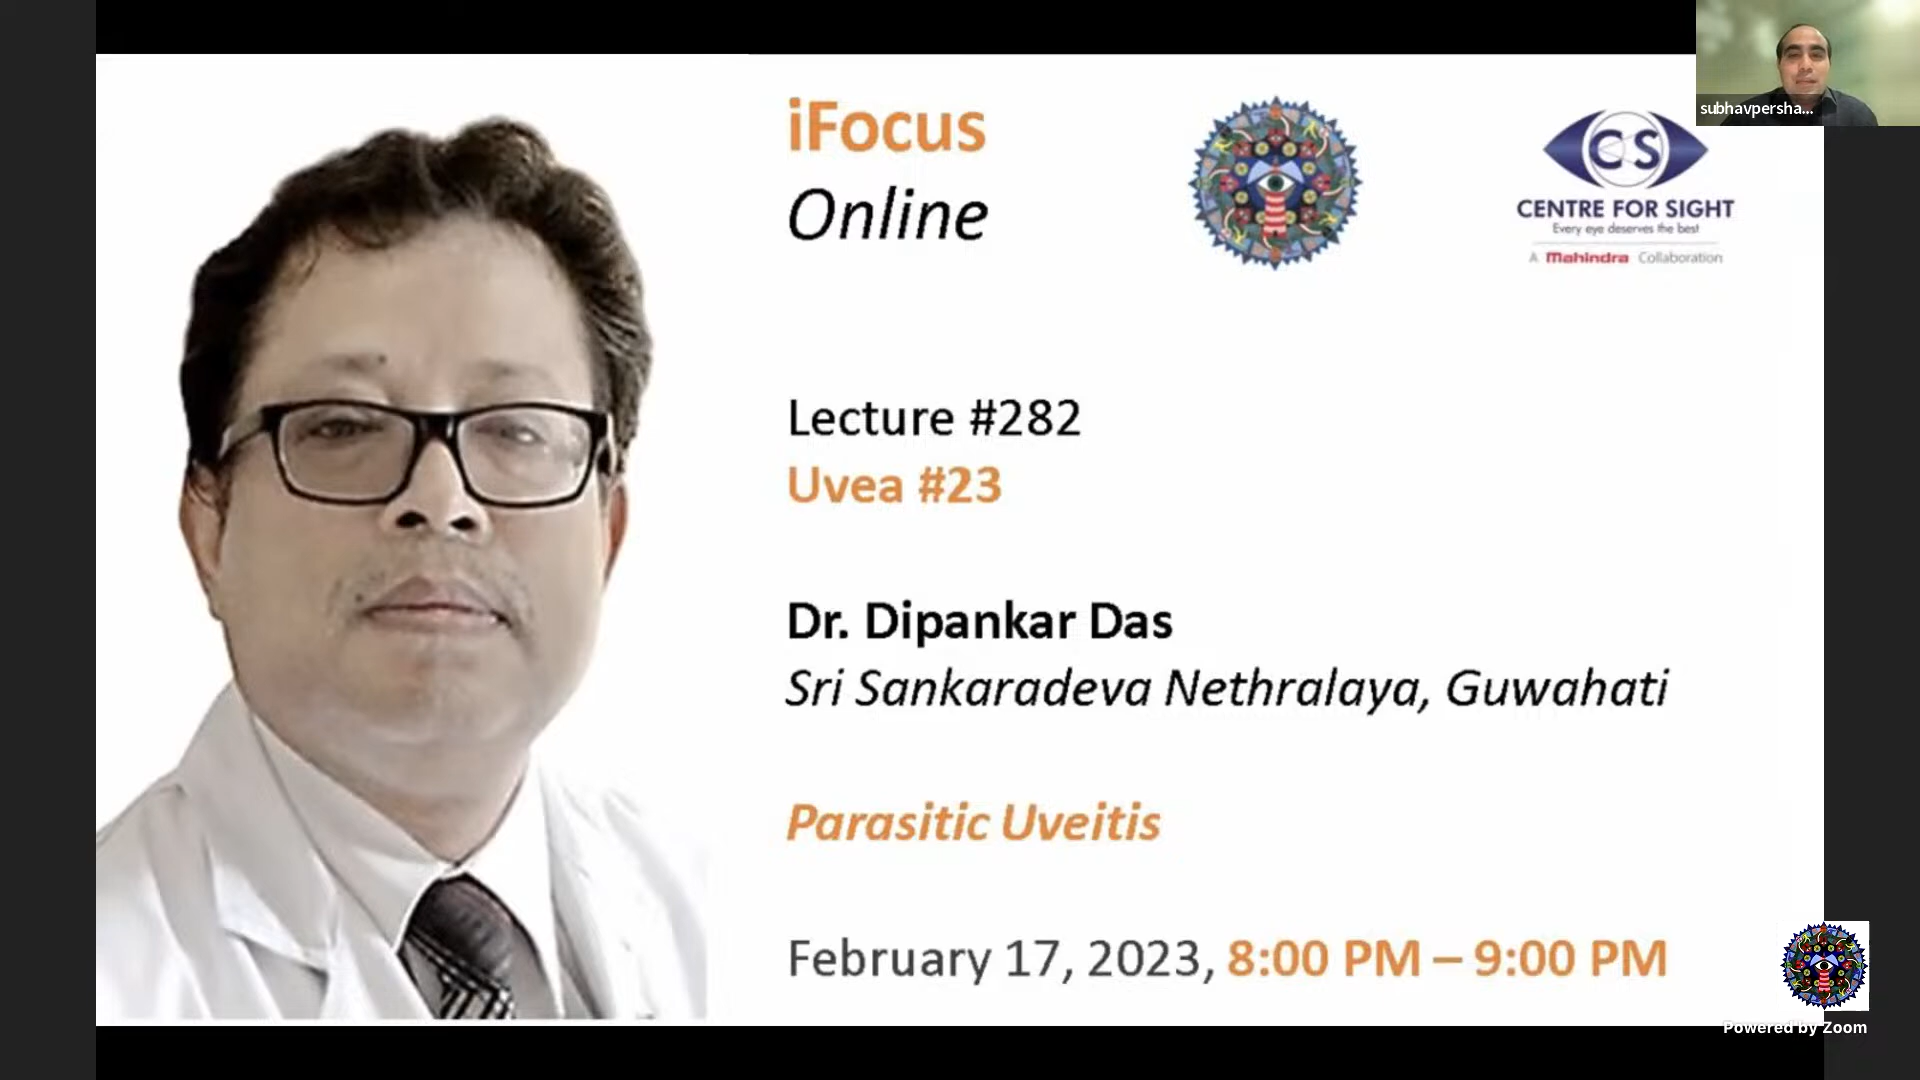 iFocus
Online
CS
CENTRE FOR SIGHT
Every eye deserves the best
A Mahindra Collaboration
subhavpersha...
Lecture #282
Uvea #23
Dr. Dipankar Das
Sri Sankaradeva Nethralaya, Guwahati
Parasitic Uveitis
February 17, 2023, 8:00 PM – 9:00 PM
Powered by Zoom